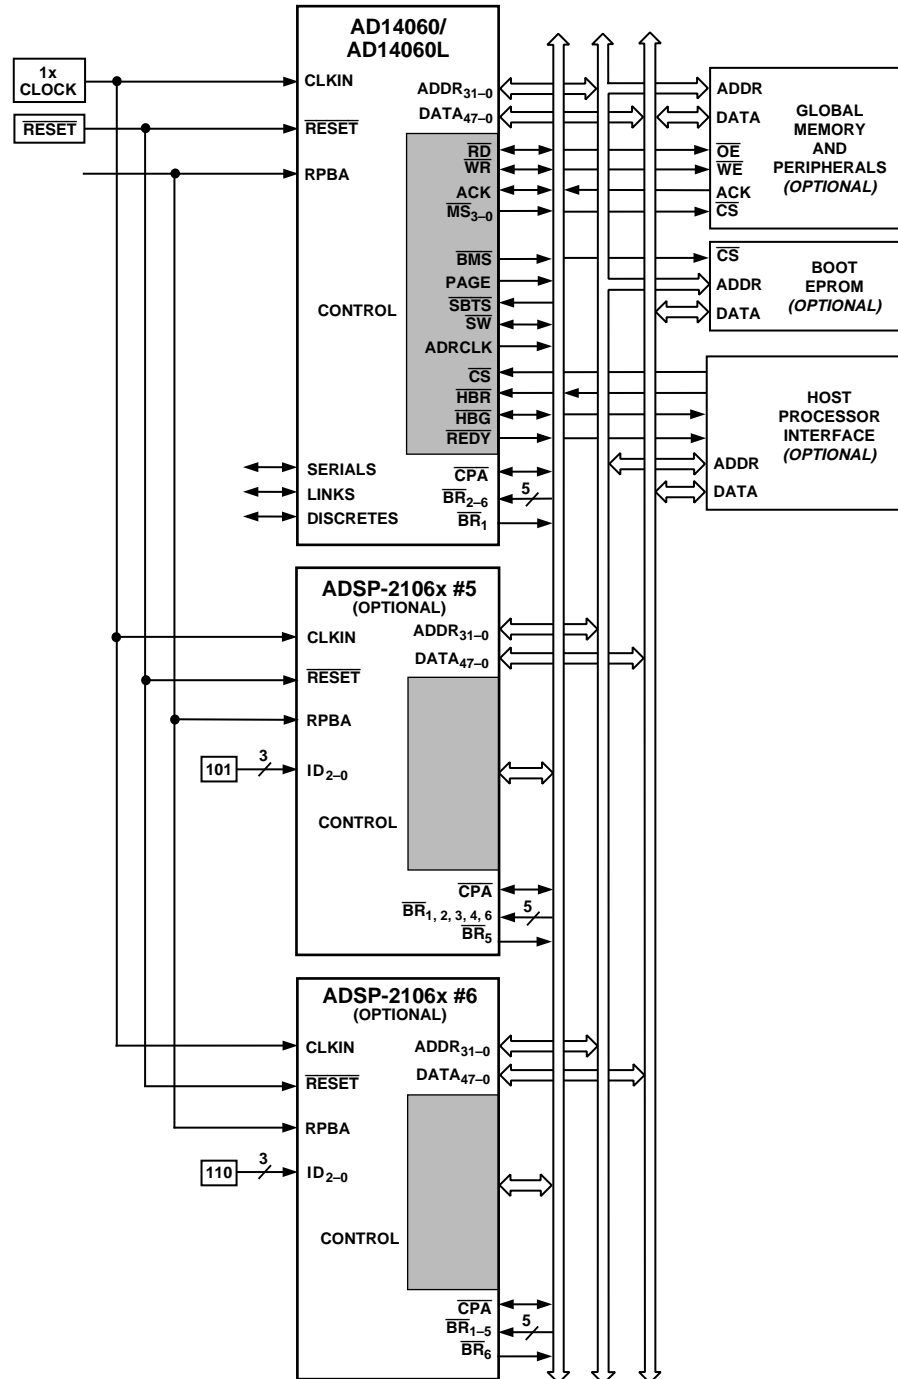 AD14060/
AD14060L
1x
CLOCK
CLKIN
RESET
RESET
RPBA
ADDR31–0
DATA47–0
RD
WR
ACK
MS3–0
BMS
PAGE
SBTS
SW
ADRCLK
CS
HBR
HBG
REDY
CPA
BR2–6
5
BR1
CONTROL
SERIALS
LINKS
DISCRETES
ADDR
DATA
OE
WE
ACK
CS
GLOBAL
MEMORY
AND
PERIPHERALS
(OPTIONAL)
CS
ADDR
DATA
BOOT
EPROM
(OPTIONAL)
HOST
PROCESSOR
INTERFACE
(OPTIONAL)
ADDR
DATA
ADSP-2106x #5
(OPTIONAL)
CLKIN
RESET
RPBA
101
3
ID2–0
CONTROL
ADDR31–0
DATA47–0
CPA
BR1, 2, 3, 4, 6
5
BR5
ADSP-2106x #6
(OPTIONAL)
CLKIN
RESET
RPBA
110
3
ID2–0
CONTROL
ADDR31–0
DATA47–0
CPA
BR1–5
5
BR6